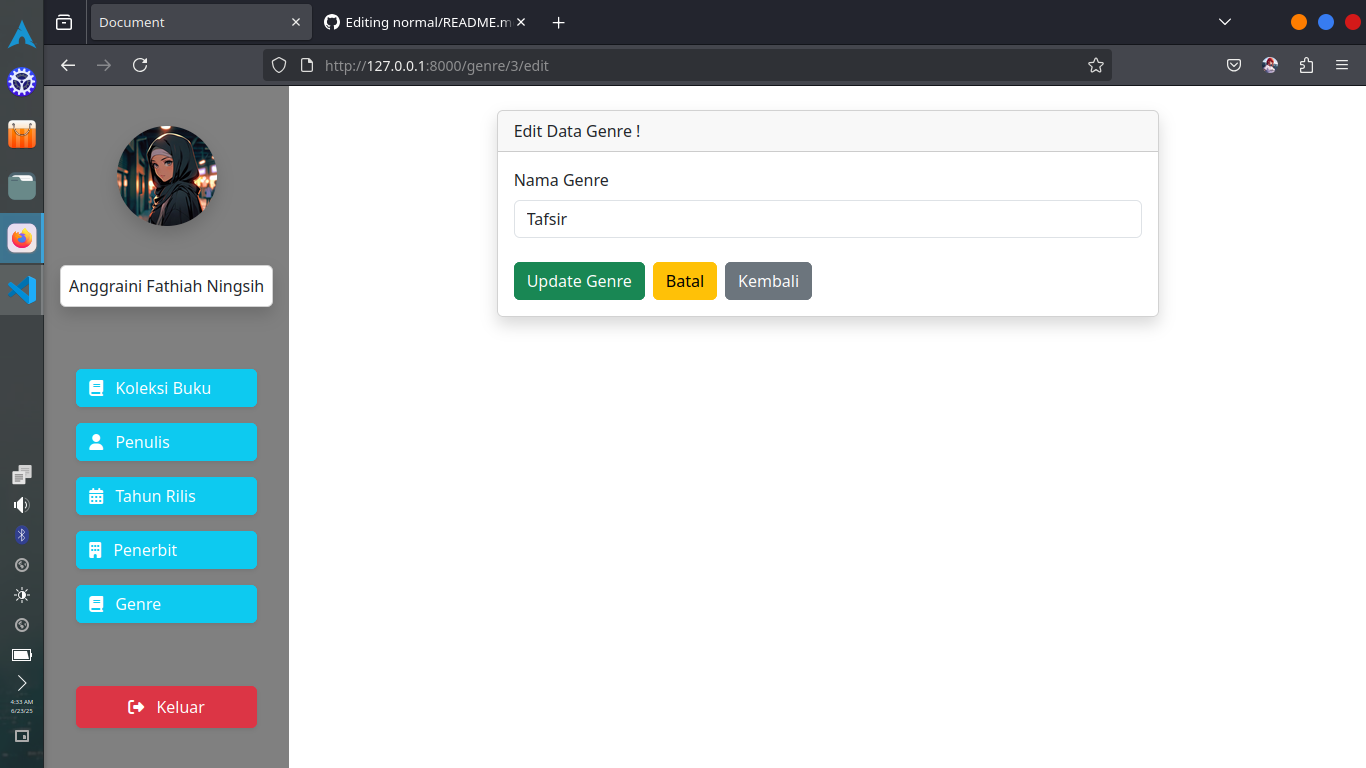 Document
Editing normal/README.m
http://127.0.0.1:8000/genre/3/edit
Anggraini Fathiah Ningsih
Koleksi Buku
Penulis
Tahun Rilis
Penerbit
Genre
Keluar
Edit Data Genre !
Nama Genre
Tafsir
Update Genre
Batal
Kembali
4:33 AM
6/23/25